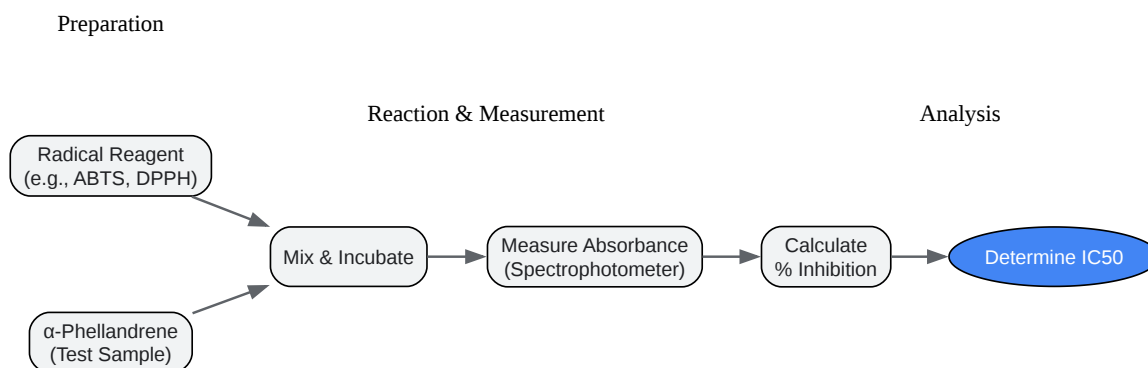 Preparation
Reaction & Measurement
Analysis
Radical Reagent
(e.g., ABTS, DPPH)
Mix & Incubate
Measure Absorbance
(Spectrophotometer)
Calculate
% Inhibition
Determine IC50
α-Phellandrene
(Test Sample)